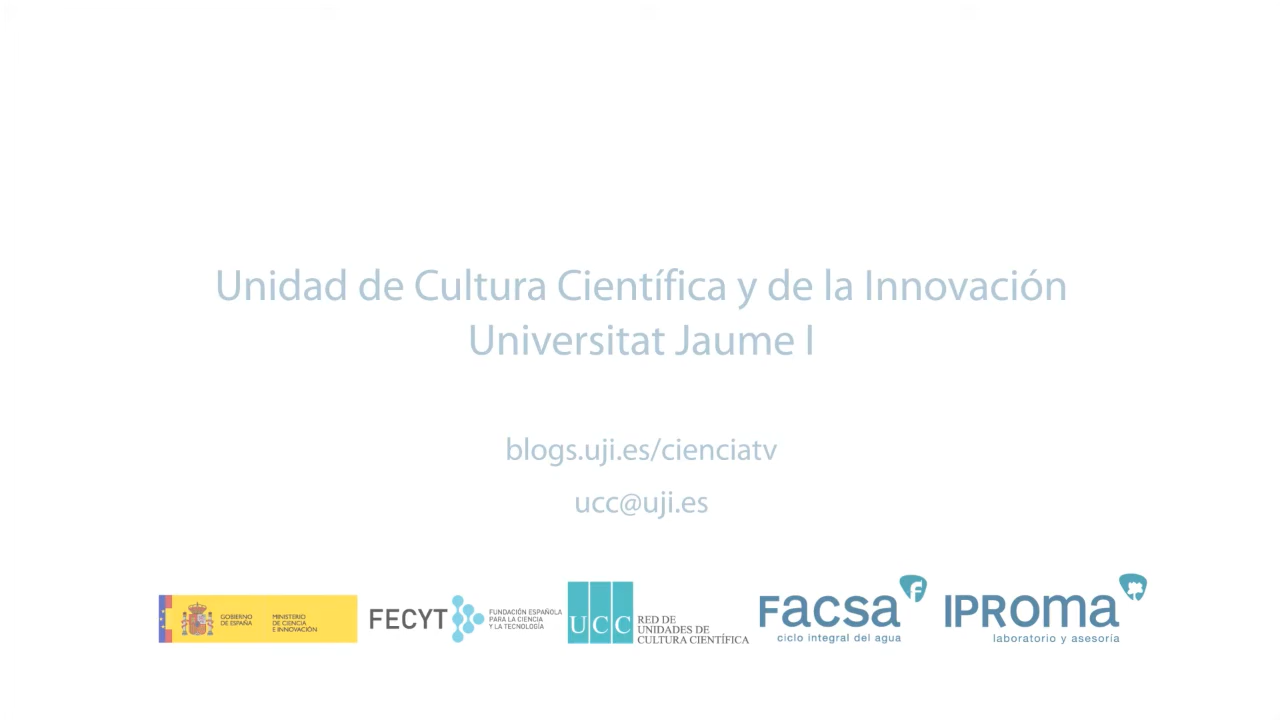 Unidad de Cultura Científica y de la Innovación
Universitat Jaume I
blogs.uji.es/cienciatv
ucc@uji.es
GOBIERNO
DE ESPAÑA
MINISTERIO
DE CIENCIA
E INNOVACIÓN
FECYT
FUNDACIÓN ESPAÑOLA
PARA LA CIENCIA
Y LA TECNOLOGÍA
UCC
RED DE
UNIDADES DE
CULTURA CIENTÍFICA
FACSA
ciclo integral del agua
IPROMA
laboratorio y asesoría